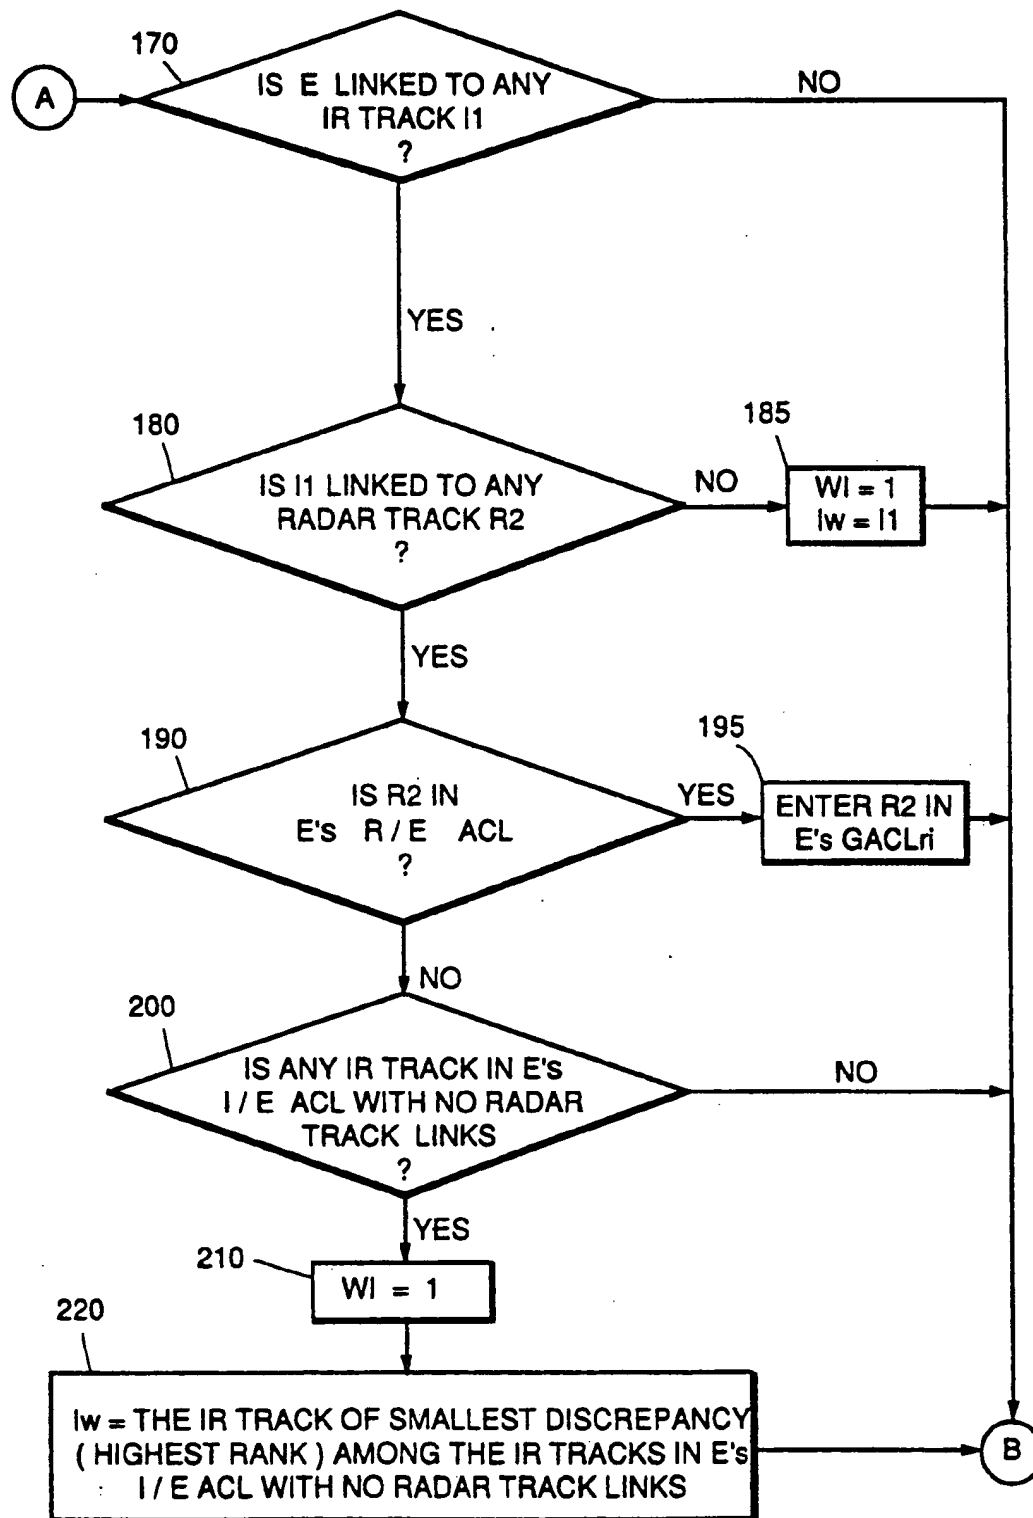 170
A
IS E LINKED TO ANY
IR TRACK I1
?
NO
YES
180
IS I1 LINKED TO ANY
RADAR TRACK R2
?
NO
185
WI = 1
Iw = I1
YES
190
IS R2 IN
E's R / E ACL
?
YES
195
ENTER R2 IN
E's GACLri
NO
200
IS ANY IR TRACK IN E's
I / E ACL WITH NO RADAR
TRACK LINKS
?
NO
YES
210
WI = 1
220
Iw = THE IR TRACK OF SMALLEST DISCREPANCY
( HIGHEST RANK ) AMONG THE IR TRACKS IN E's
I / E ACL WITH NO RADAR TRACK LINKS
B